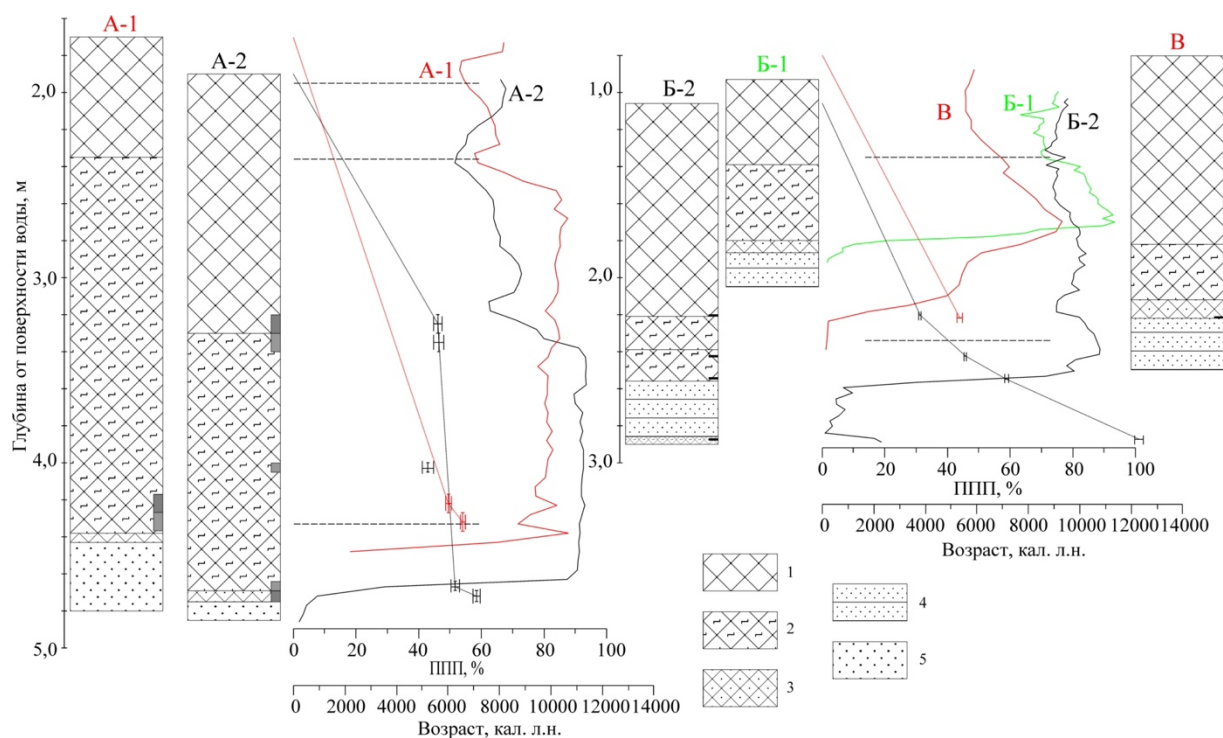 А-1
А-2
А-1
А-2
Б-2
Б-1
В
Б-1
Б-2
В
Глубина от поверхности воды, м
2,0
3,0
4,0
5,0
1,0
2,0
3,0
0 20 40 60 80 100
ППП, %
0 2000 4000 6000 8000 10000 12000 14000
Возраст, кал. л.н.
0 20 40 60 80 100
ППП, %
0 2000 4000 6000 8000 10000 12000 14000
Возраст, кал. л.н.
1
2
3
4
5